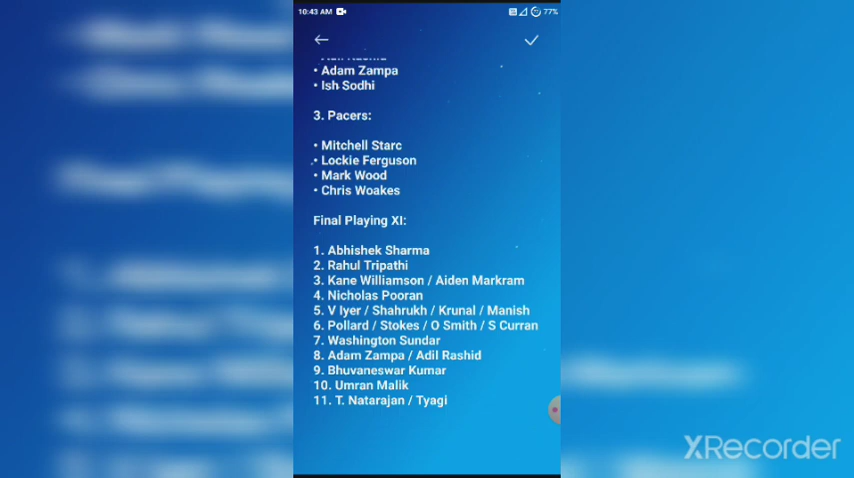 10:43 AM
77%
• Adil Rashid
• Adam Zampa
• Ish Sodhi
3. Pacers:
• Mitchell Starc
• Lockie Ferguson
• Mark Wood
• Chris Woakes
Final Playing XI:
1. Abhishek Sharma
2. Rahul Tripathi
3. Kane Williamson / Aiden Markram
4. Nicholas Pooran
5. V Iyer / Shahrukh / Krunal / Manish
6. Pollard / Stokes / O Smith / S Curran
7. Washington Sundar
8. Adam Zampa / Adil Rashid
9. Bhuvaneswar Kumar
10. Umran Malik
11. T. Natarajan / Tyagi
XRecorder